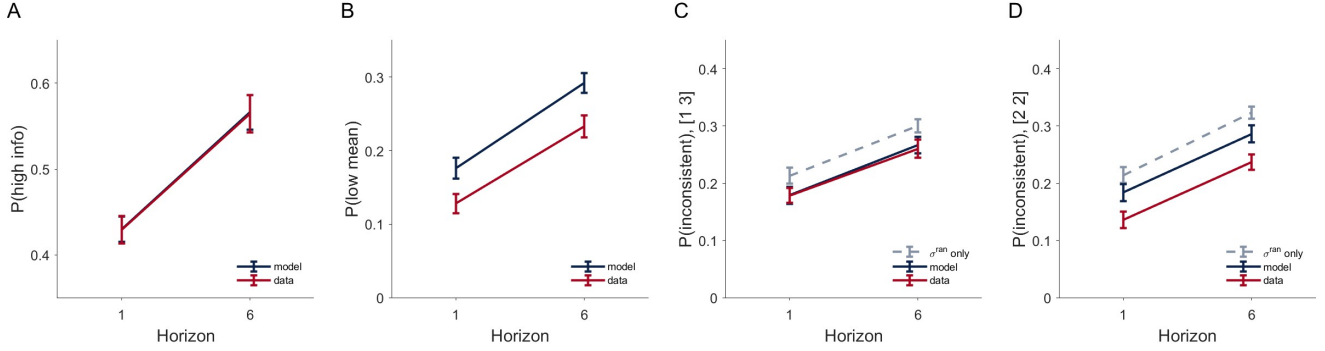 A
P(high info)
0.6
0.5
0.4
1
6
Horizon
model
data
B
P(low mean)
0.3
0.2
0.1
0
1
6
Horizon
model
data
C
P(inconsistent), [1 3]
0.4
0.3
0.2
0.1
0
1
6
Horizon
σ^ran only
model
data
D
P(inconsistent), [2 2]
0.4
0.3
0.2
0.1
0
1
6
Horizon
σ^ran only
model
data